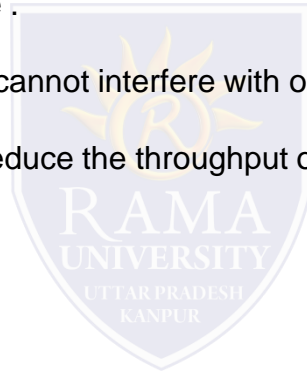 .
cannot interfere with o
educe the throughput o
RAMA
UNIVERSITY
UTTAR PRADESH
KANPUR